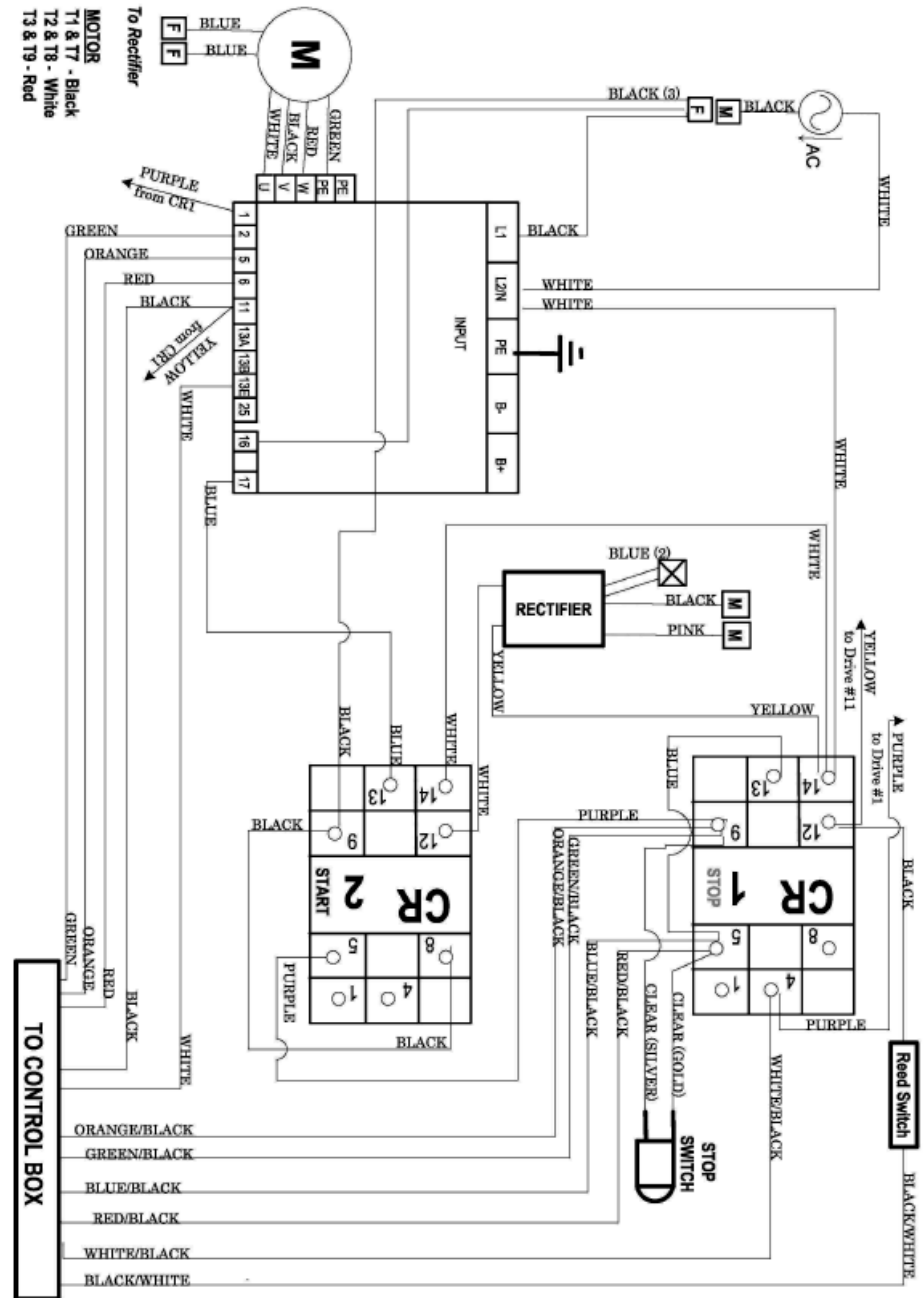 To Rectifier
F
F
BLUE
BLUE
M
MOTOR
T1 & T7 - Black
T2 & T8 - White
T3 & T9 - Red
WHITE
BLACK
RED
GREEN
U
V
W
PE
PE
BLACK (3)
F
M
BLACK
AC
WHITE
PURPLE
from CR1
GREEN
ORANGE
RED
BLACK
YELLOW
from CR1
WHITE
1
2
5
6
11
13A
13B
13E
25
16
17
BLUE
INPUT
L1
L2/N
PE
B-
B+
BLACK
WHITE
WHITE
WHITE
WHITE
WHITE
BLUE (2)
RECTIFIER
BLACK
M
PINK
M
YELLOW
YELLOW
YELLOW
to Drive #11
PURPLE
to Drive #1
BLACK
BLUE
WHITE
BLUE
13
14
BLACK
9
12
START
2
CR
5
8
1
4
PURPLE
BLACK
PURPLE
ORANGE/BLACK
GREEN/BLACK
13
14
9
12
STOP
1
CR
5
8
1
4
BLACK
PURPLE
BLUE/BLACK
RED/BLACK
CLEAR (SILVER)
CLEAR (GOLD)
WHITE/BLACK
STOP
SWITCH
Reed Switch
BLACK/WHITE
GREEN
ORANGE
RED
BLACK
WHITE
ORANGE/BLACK
GREEN/BLACK
BLUE/BLACK
RED/BLACK
WHITE/BLACK
BLACK/WHITE
TO CONTROL BOX